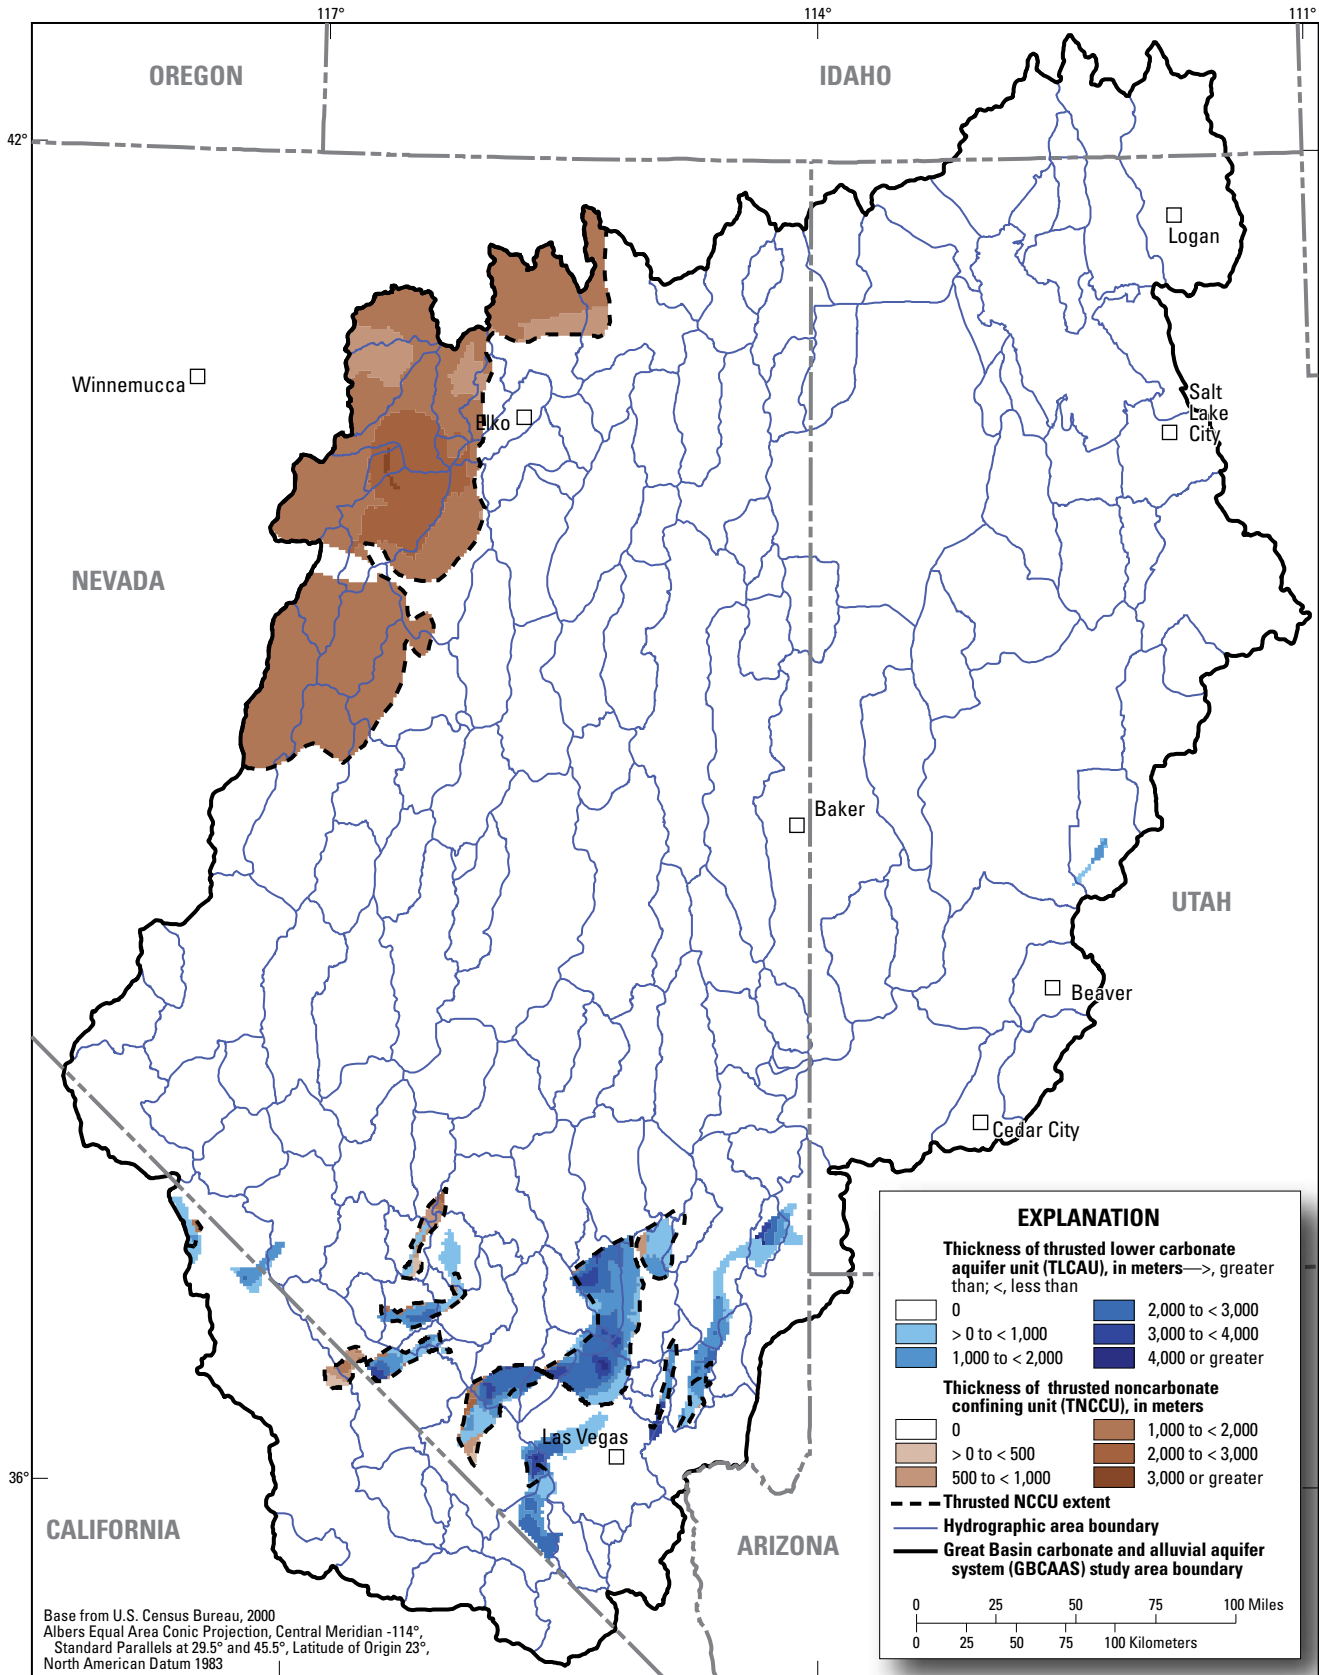 117°
114°
111°
OREGON
IDAHO
42°
Logan
Winnemucca
Elko
Salt
Lake
City
NEVADA
Baker
UTAH
Beaver
Cedar City
Las Vegas
36°
CALIFORNIA
ARIZONA
EXPLANATION
Thickness of thrusted lower carbonate
aquifer unit (TLCAU), in meters—>, greater
than; <, less than
0
> 0 to < 1,000
1,000 to < 2,000
2,000 to < 3,000
3,000 to < 4,000
4,000 or greater
Thickness of thrusted noncarbonate
confining unit (TNCCU), in meters
0
> 0 to < 500
500 to < 1,000
1,000 to < 2,000
2,000 to < 3,000
3,000 or greater
Thrusted NCCU extent
Hydrographic area boundary
Great Basin carbonate and alluvial aquifer
system (GBCAAS) study area boundary
0 25 50 75 100 Miles
0 25 50 75 100 Kilometers
Base from U.S. Census Bureau, 2000
Albers Equal Area Conic Projection, Central Meridian -114°,
Standard Parallels at 29.5° and 45.5°, Latitude of Origin 23°,
North American Datum 1983